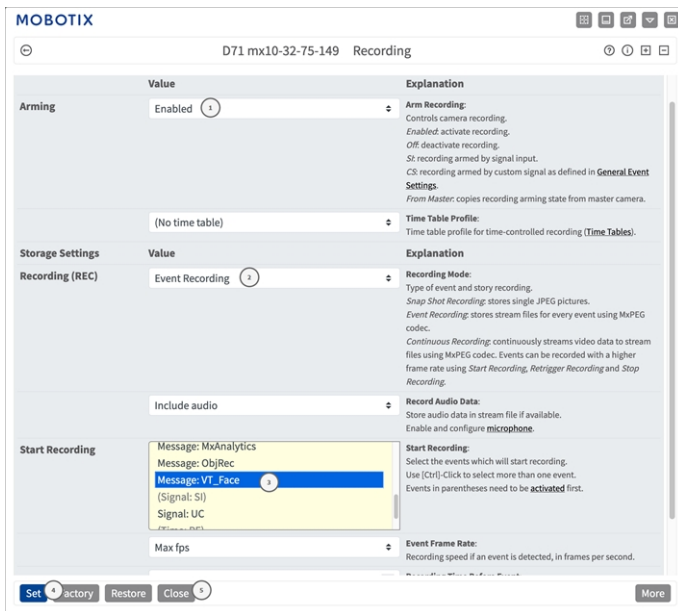 MOBOTIX
D71 mx10-32-75-149 Recording
Value Explanation
Arming
Enabled 1
Arm Recording:
Controls camera recording.
Enabled: activate recording.
Off: deactivate recording.
SI: recording armed by signal input.
CS: recording armed by custom signal as defined in General Event
Settings.
From Master: copies recording arming state from master camera.
(No time table)
Time Table Profile:
Time table profile for time-controlled recording (Time Tables).
Storage Settings Value Explanation
Recording (REC)
Event Recording 2
Recording Mode:
Type of event and story recording.
Snap Shot Recording: stores single JPEG pictures.
Event Recording: stores stream files for every event using MxPEG
codec.
Continuous Recording: continuously streams video data to stream
files using MxPEG codec. Events can be recorded with a higher
frame rate using Start Recording, Retrigger Recording and Stop
Recording.
Include audio
Record Audio Data:
Store audio data in stream file if available.
Enable and configure microphone.
Start Recording
Message: MxAnalytics
Message: ObjRec
Message: VT_Face 3
(Signal: SI)
Signal: UC
(Time: PE)
Start Recording:
Select the events which will start recording.
Use [Ctrl]-Click to select more than one event.
Events in parentheses need to be activated first.
Max fps
Event Frame Rate:
Recording speed if an event is detected, in frames per second.
Recording Time Before Event:
Set 4 actory Restore Close 5 More